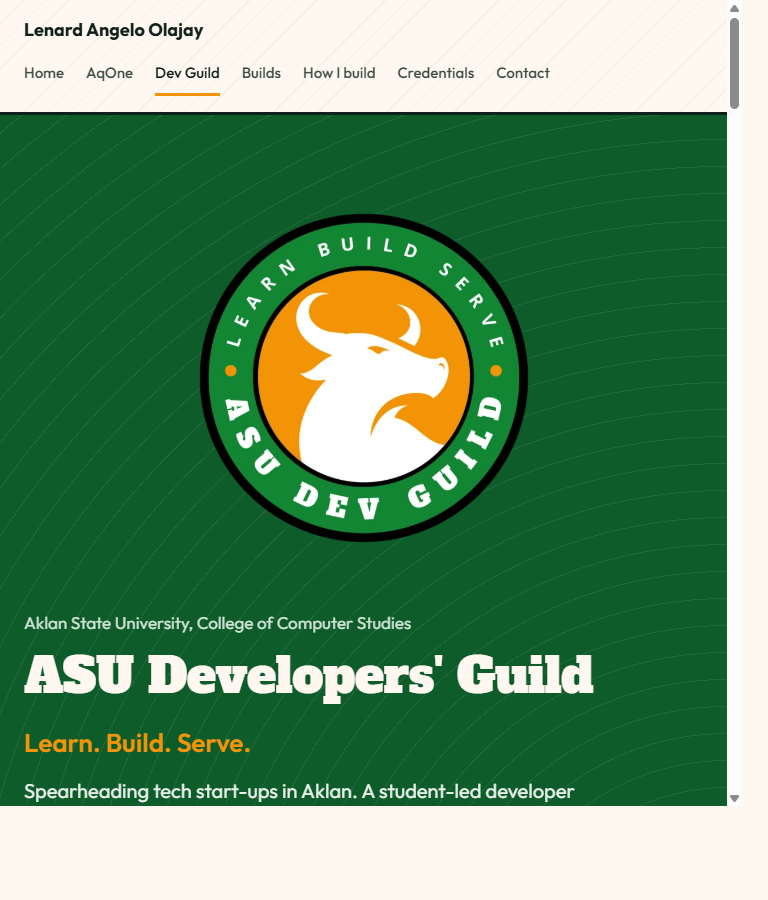 Lenard Angelo Olajay
Home AqOne Dev Guild Builds How I build Credentials Contact
LEARN BUILD SERVE
ASU DEV GUILD
Aklan State University, College of Computer Studies
ASU Developers' Guild
Learn. Build. Serve.
Spearheading tech start-ups in Aklan. A student-led developer